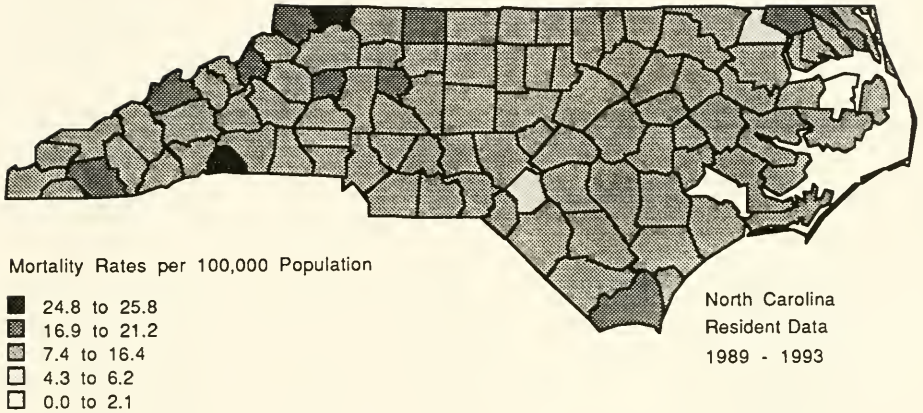 Mortality Rates per 100,000 Population
24.8 to 25.8
16.9 to 21.2
7.4 to 16.4
4.3 to 6.2
0.0 to 2.1
North Carolina
Resident Data
1989 - 1993